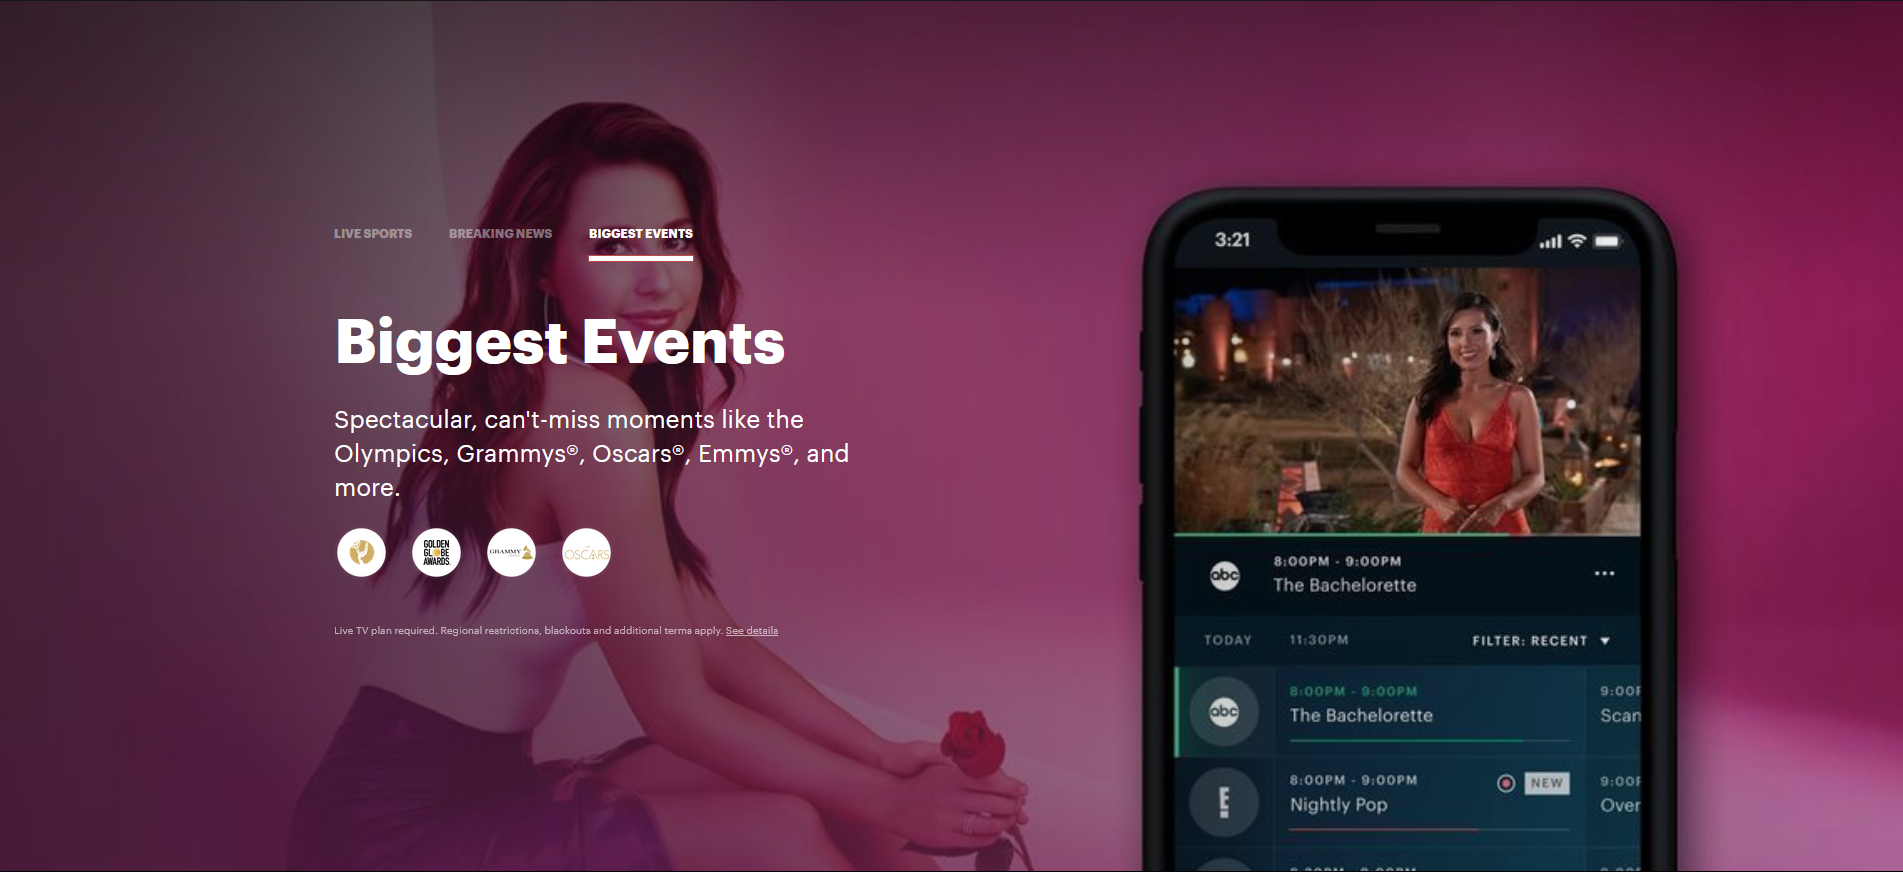 LIVE SPORTS BREAKING NEWS BIGGEST EVENTS
Biggest Events
Spectacular, can't-miss moments like the
Olympics, Grammys®, Oscars®, Emmys®, and
more.
GOLDEN
GLOBE
AWARDS
GRAMMY
OSCARS
Live TV plan required. Regional restrictions, blackouts and additional terms apply. See details
3:21
abc
8:00PM - 9:00PM
The Bachelorette
TODAY 11:30PM FILTER: RECENT
abc
8:00PM - 9:00PM
The Bachelorette
9:00P
Scan
E!
8:00PM - 9:00PM
NEW
Nightly Pop
9:00P
Over